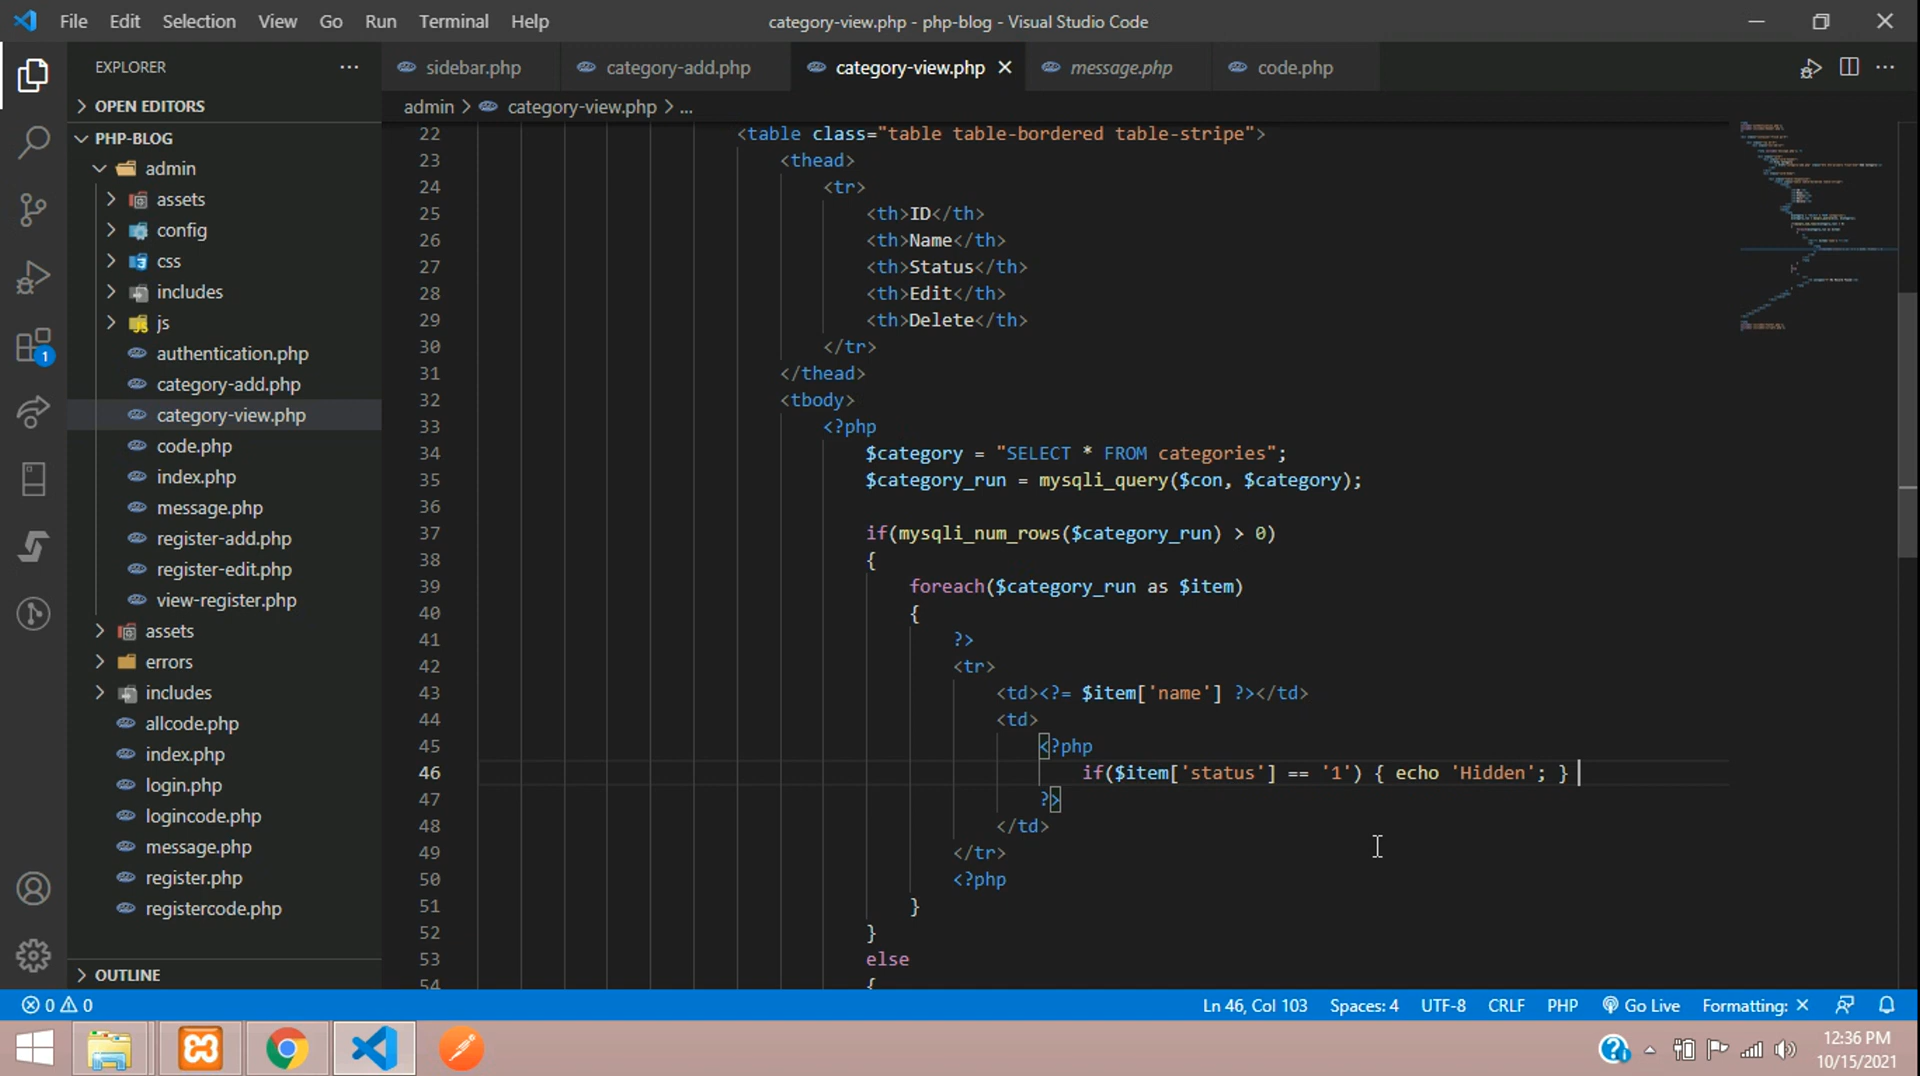 File Edit Selection View Go Run Terminal Help
category-view.php - php-blog - Visual Studio Code
EXPLORER
sidebar.php category-add.php category-view.php message.php code.php
OPEN EDITORS
admin > category-view.php > ...
PHP-BLOG
admin
assets
config
css
includes
js
authentication.php
category-add.php
category-view.php
code.php
index.php
message.php
register-add.php
register-edit.php
view-register.php
assets
errors
includes
allcode.php
index.php
login.php
logincode.php
message.php
register.php
registercode.php
OUTLINE
1
22 <table class="table table-bordered table-stripe">
23 <thead>
24 <tr>
25 <th>ID</th>
26 <th>Name</th>
27 <th>Status</th>
28 <th>Edit</th>
29 <th>Delete</th>
30 </tr>
31 </thead>
32 <tbody>
33 <?php
34 $category = "SELECT * FROM categories";
35 $category_run = mysqli_query($con, $category);
36
37 if(mysqli_num_rows($category_run) > 0)
38 {
39 foreach($category_run as $item)
40 {
41 ?>
42 <tr>
43 <td><?= $item['name'] ?></td>
44 <td>
45 <?php
46 if($item['status'] == '1') { echo 'Hidden'; }
47 ?>
48 </td>
49 </tr>
50 <?php
51 }
52 }
53 else
54 {
0 0 Ln 46, Col 103 Spaces: 4 UTF-8 CRLF PHP Go Live Formatting: ×
12:36 PM
10/15/2021